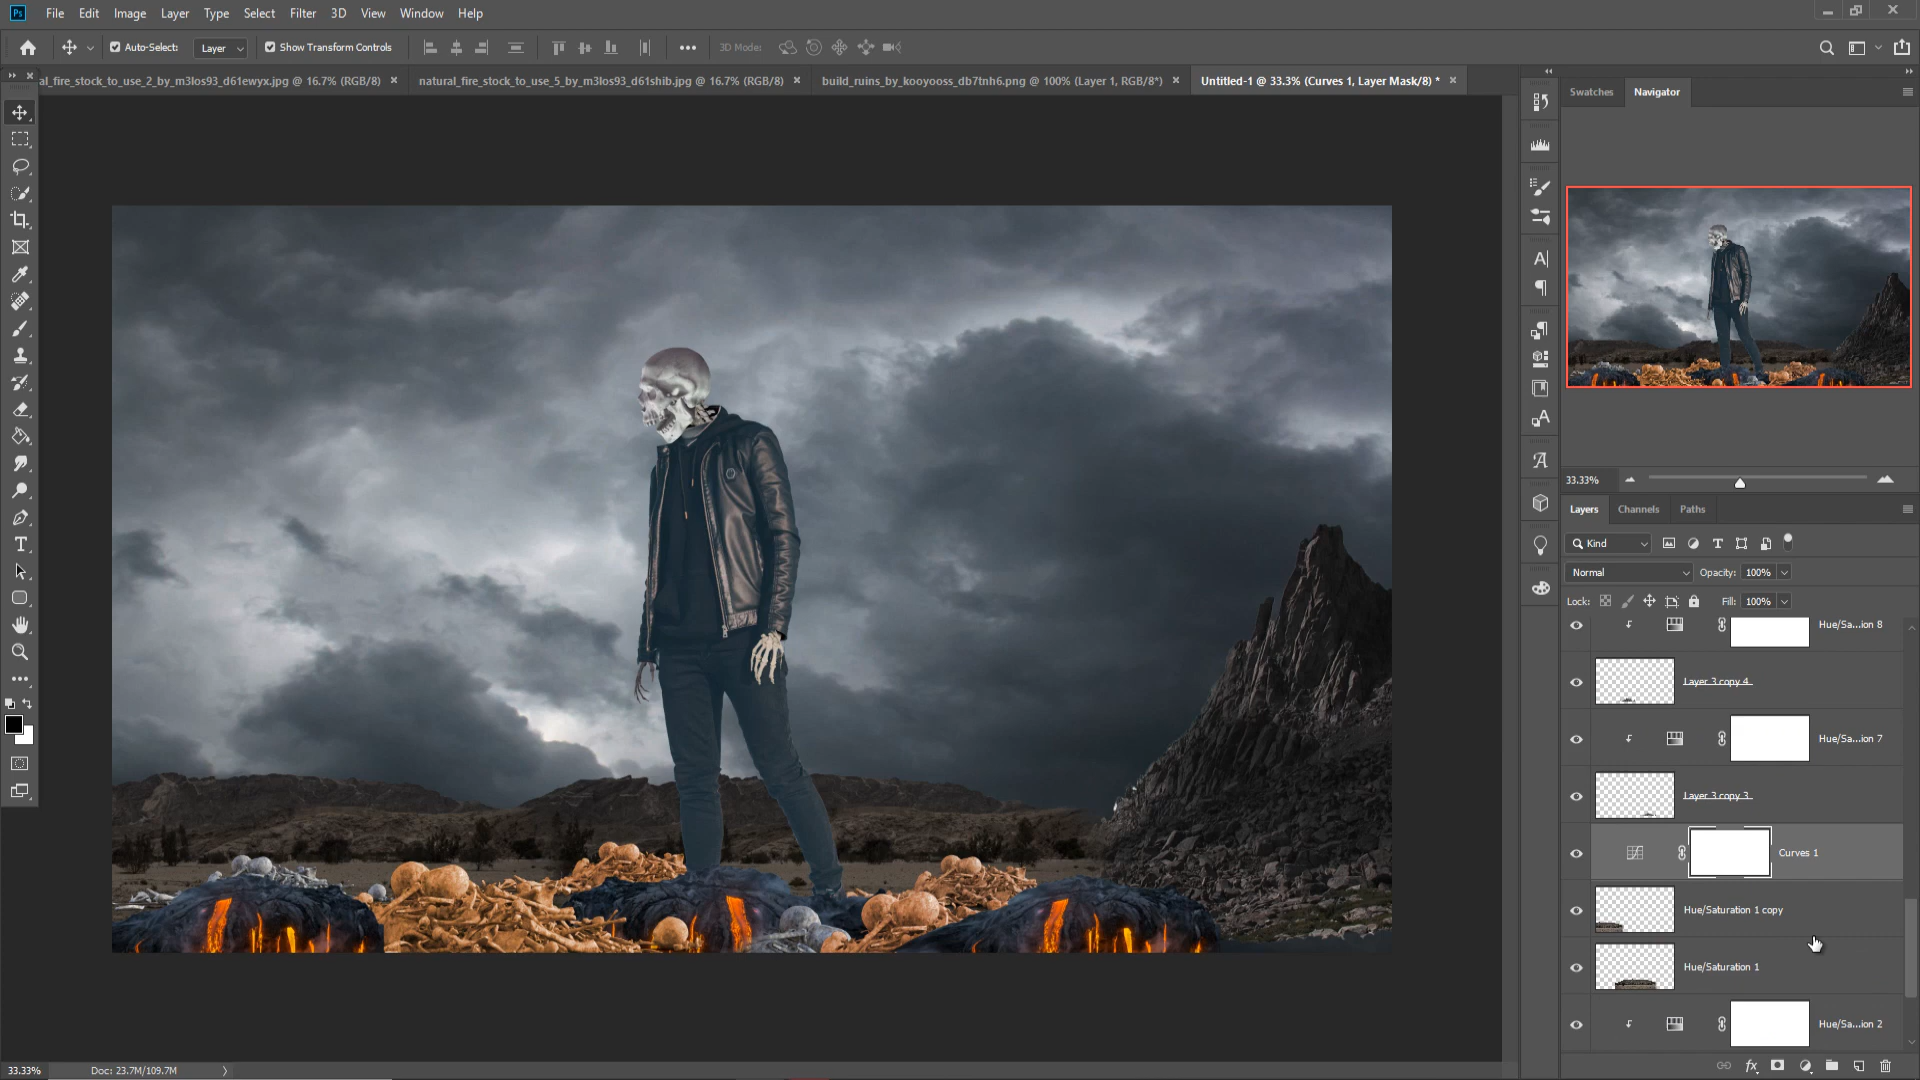 Ps File Edit Image Layer Type Select Filter 3D View Window Help
Auto-Select: Layer Show Transform Controls 3D Mode:
al_fire_stock_to_use_2_by_m3los93_d61ewyx.jpg @ 16.7% (RGB/8) × natural_fire_stock_to_use_5_by_m3los93_d61shib.jpg @ 16.7% (RGB/8) × build_ruins_by_kooyooss_db7tnh6.png @ 100% (Layer 1, RGB/8*) × Untitled-1 @ 33.3% (Curves 1, Layer Mask/8) * ×
Swatches Navigator
33.33%
Layers Channels Paths
Kind
Normal Opacity: 100%
Lock: Fill: 100%
Hue/Sa...ion 8
Layer 3 copy 4
Hue/Sa...ion 7
Layer 3 copy 3
Curves 1
Hue/Saturation 1 copy
Hue/Saturation 1
Hue/Sa...ion 2
33.33% Doc: 23.7M/109.7M